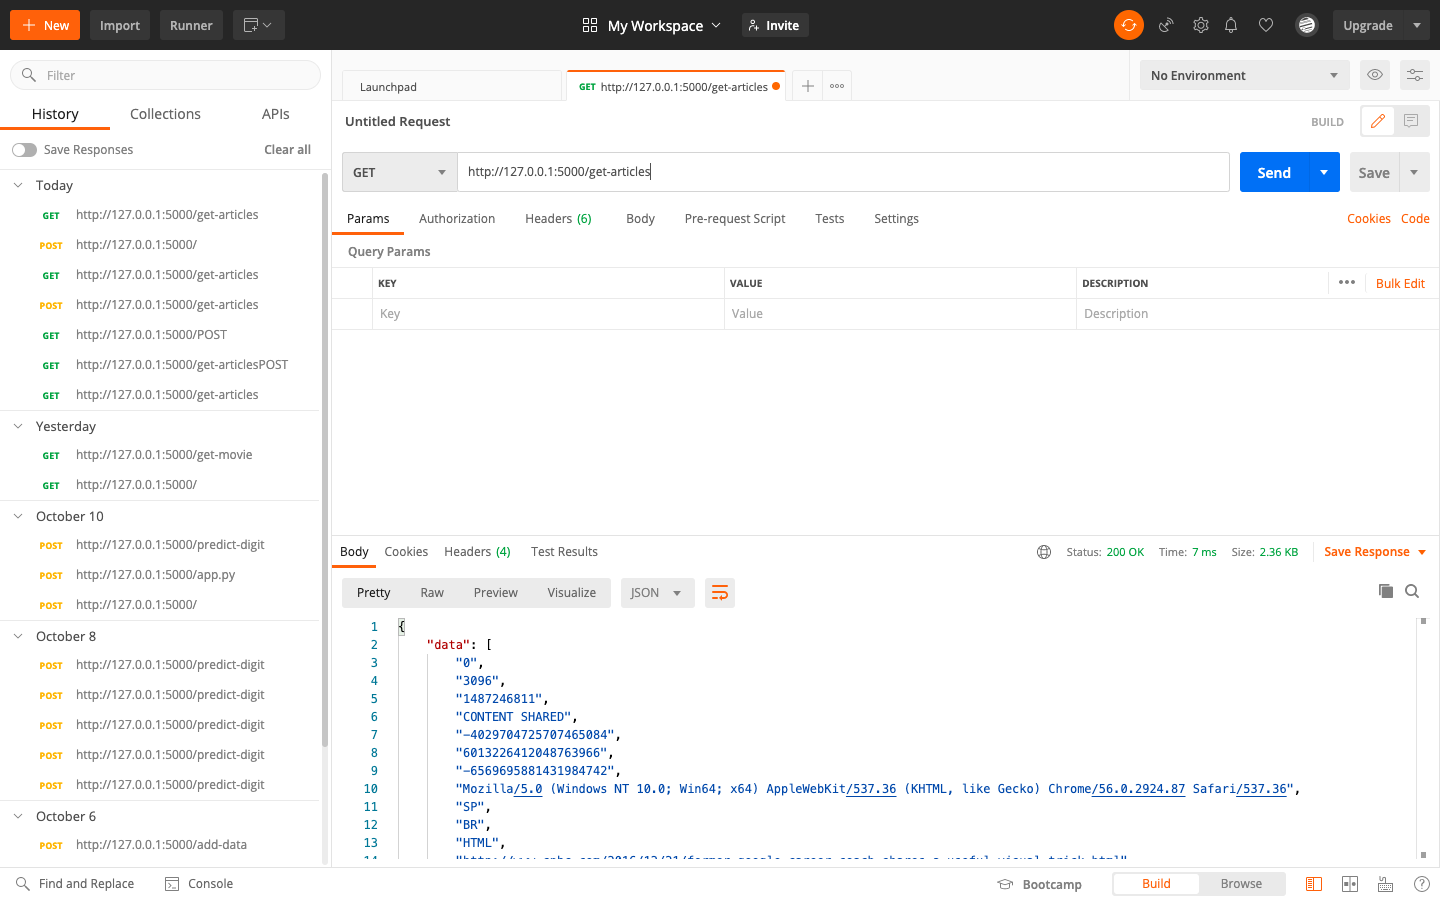 New
Import
Runner
My Workspace
Invite
Upgrade
Filter
History Collections APIs
Save Responses Clear all
Today
GET http://127.0.0.1:5000/get-articles
POST http://127.0.0.1:5000/
GET http://127.0.0.1:5000/get-articles
POST http://127.0.0.1:5000/get-articles
GET http://127.0.0.1:5000/POST
GET http://127.0.0.1:5000/get-articlesPOST
GET http://127.0.0.1:5000/get-articles
Yesterday
GET http://127.0.0.1:5000/get-movie
GET http://127.0.0.1:5000/
October 10
POST http://127.0.0.1:5000/predict-digit
POST http://127.0.0.1:5000/app.py
POST http://127.0.0.1:5000/
October 8
POST http://127.0.0.1:5000/predict-digit
POST http://127.0.0.1:5000/predict-digit
POST http://127.0.0.1:5000/predict-digit
POST http://127.0.0.1:5000/predict-digit
POST http://127.0.0.1:5000/predict-digit
October 6
POST http://127.0.0.1:5000/add-data
Launchpad
GET http://127.0.0.1:5000/get-articles
No Environment
Untitled Request
BUILD
GET http://127.0.0.1:5000/get-articles
Send
Save
Params Authorization Headers (6) Body Pre-request Script Tests Settings Cookies Code
Query Params
KEY VALUE DESCRIPTION Bulk Edit
Key Value Description
Body Cookies Headers (4) Test Results Status: 200 OK Time: 7 ms Size: 2.36 KB Save Response
Pretty Raw Preview Visualize JSON
1 {
2 "data": [
3 "0",
4 "3096",
5 "1487246811",
6 "CONTENT SHARED",
7 "-4029704725707465084",
8 "6013226412048763966",
9 "-6569695881431984742",
10 "Mozilla/5.0 (Windows NT 10.0; Win64; x64) AppleWebKit/537.36 (KHTML, like Gecko) Chrome/56.0.2924.87 Safari/537.36",
11 "SP",
12 "BR",
13 "HTML",
14 "http://www.cnbc.com/2016/12/21/former-google-career-coach-shares-a-useful-visual-trick.html",
Find and Replace Console Bootcamp Build Browse